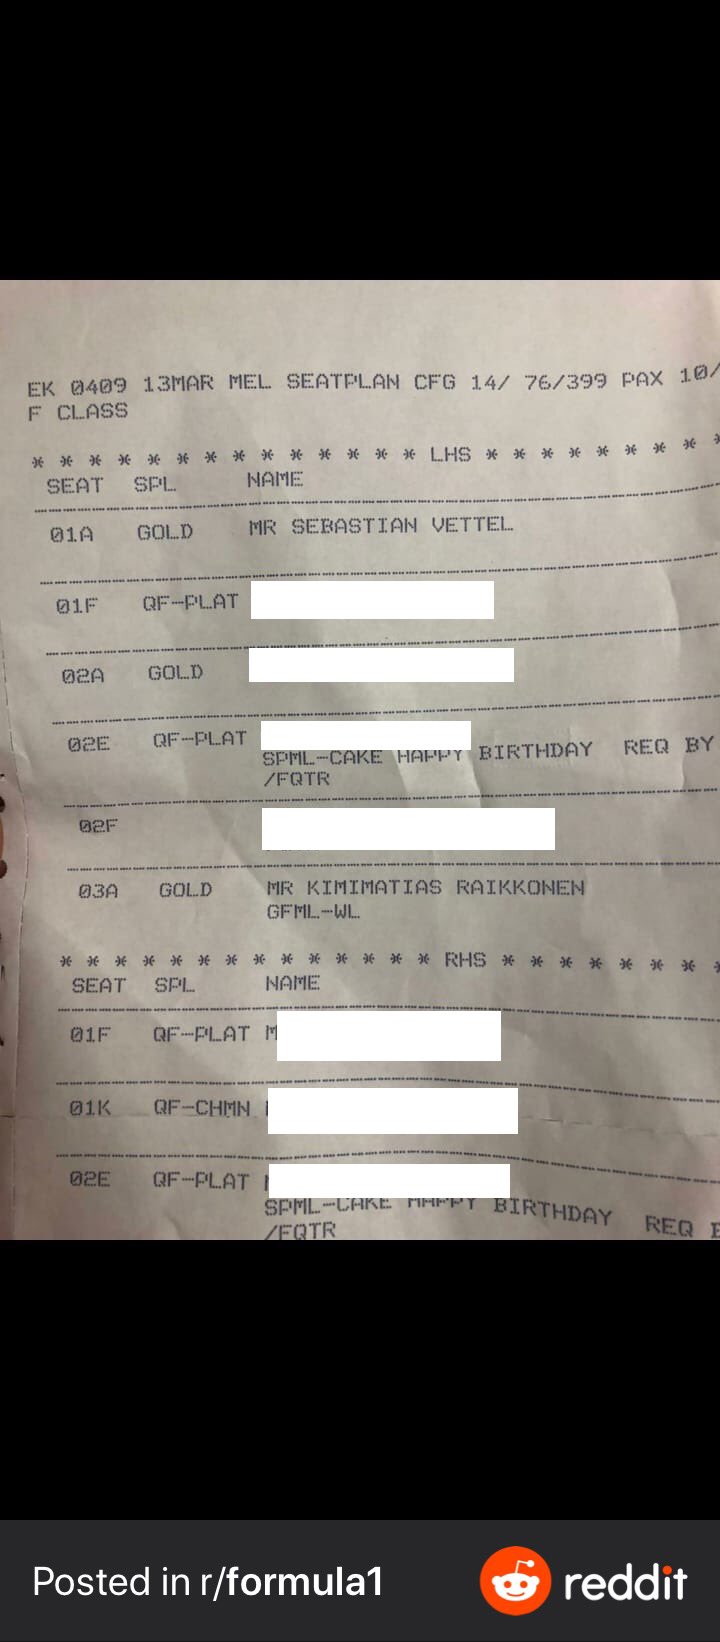 EK 0409 13MAR MEL SEATPLAN CFG 14/ 76/399 PAX 10/
F CLASS
* * * * * * * * * * * * * * LHS * * * * * * * * *
SEAT SPL NAME
01A GOLD MR SEBASTIAN VETTEL
01F QF-PLAT
02A GOLD
02E QF-PLAT
SPML-CAKE HAPPY BIRTHDAY REQ BY
/FQTR
02F
03A GOLD MR KIMIMATIAS RAIKKONEN
GFML-WL
* * * * * * * * * * * * * * RHS * * * * * * * *
SEAT SPL NAME
01F QF-PLAT M
01K QF-CHMN
02E QF-PLAT
SPML-CAKE HAPPY BIRTHDAY REQ
/FQTR
Posted in r/formula1
reddit